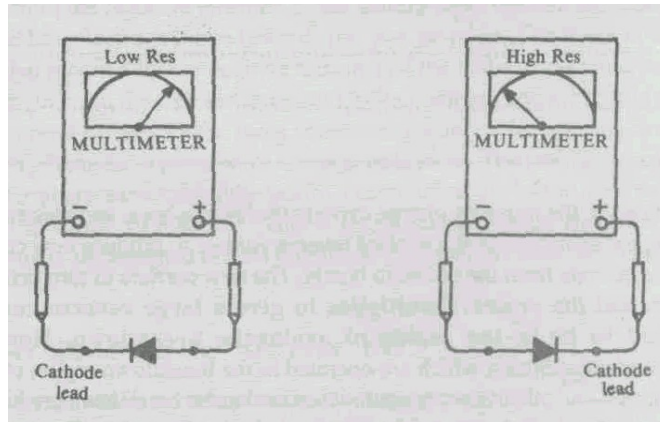 Low Res
MULTIMETER
- +
Cathode
lead
High Res
MULTIMETER
- +
Cathode
lead